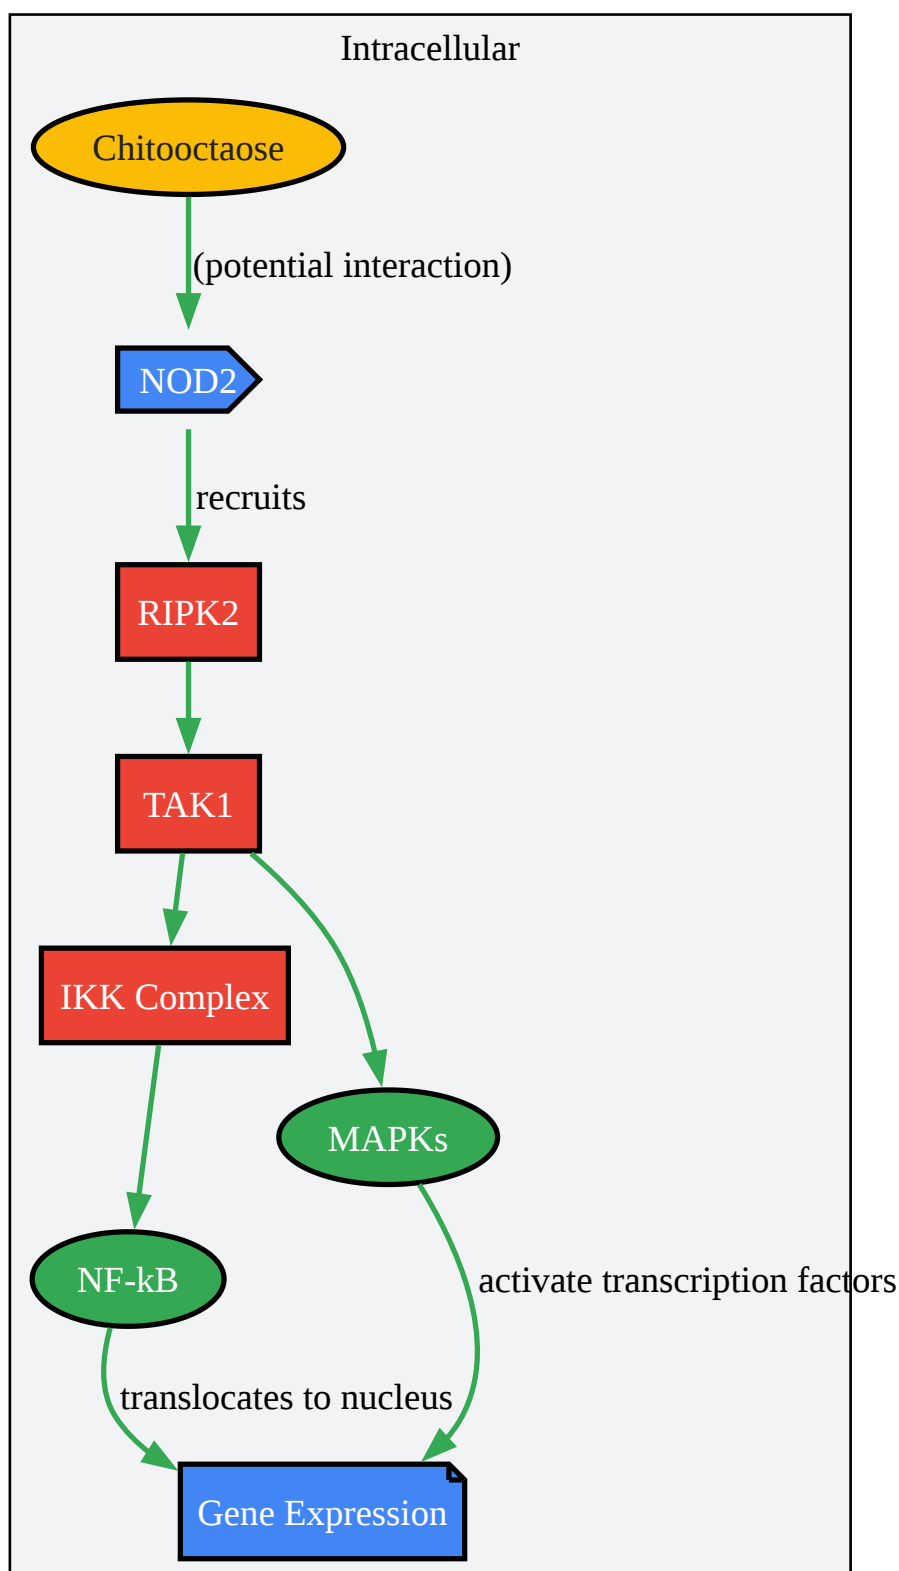 Intracellular
Chitooctaose
(potential interaction)
NOD2
recruits
RIPK2
TAK1
IKK Complex
MAPKs
NF-kB
activate transcription factors
translocates to nucleus
Gene Expression